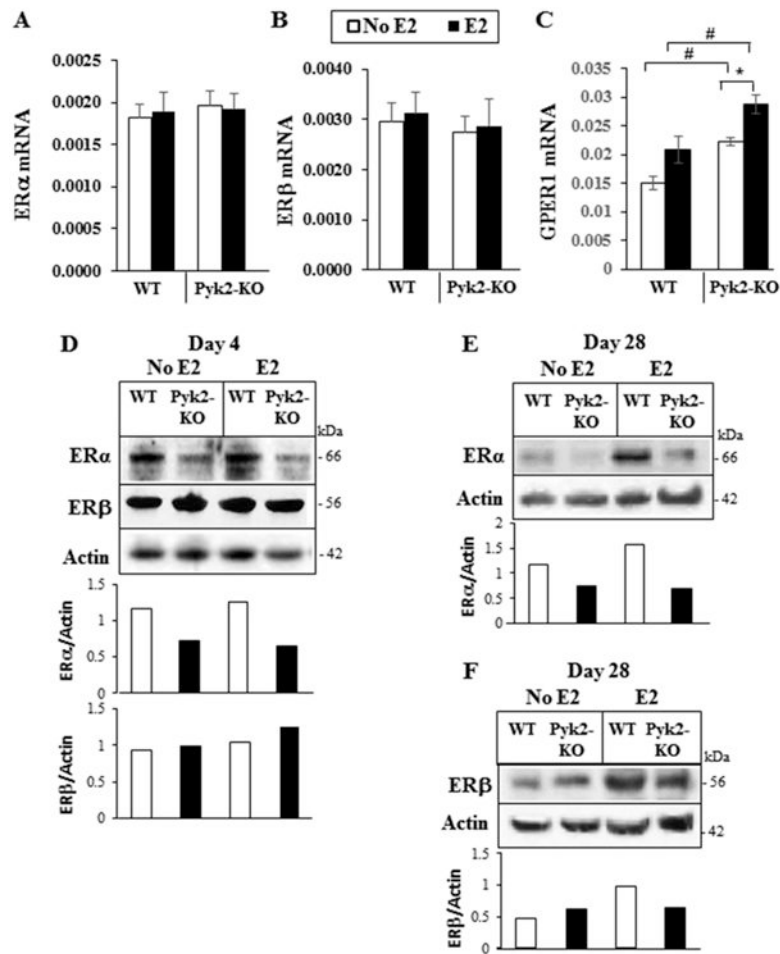 A
B
No E2
E2
C
ERα mRNA
0.0025
0.0020
0.0015
0.0010
0.0005
0.0000
WT
Pyk2-KO
ERβ mRNA
0.0040
0.0030
0.0020
0.0010
0.0000
WT
Pyk2-KO
#
#
*
GPER1 mRNA
0.035
0.03
0.025
0.02
0.015
0.01
0.005
0
WT
Pyk2-KO
D
Day 4
No E2
E2
WT
Pyk2-
KO
WT
Pyk2-
KO
kDa
ERα
- 66
ERβ
- 56
Actin
- 42
ERα/Actin
1.5
1
0.5
0
ERβ/Actin
1.5
1
0.5
0
E
Day 28
No E2
E2
WT
Pyk2-
KO
WT
Pyk2-
KO
kDa
ERα
- 66
Actin
- 42
ERα/Actin
2
1.5
1
0.5
0
F
Day 28
No E2
E2
WT
Pyk2-
KO
WT
Pyk2-
KO
kDa
ERβ
- 56
Actin
- 42
ERβ/Actin
1.5
1
0.5
0